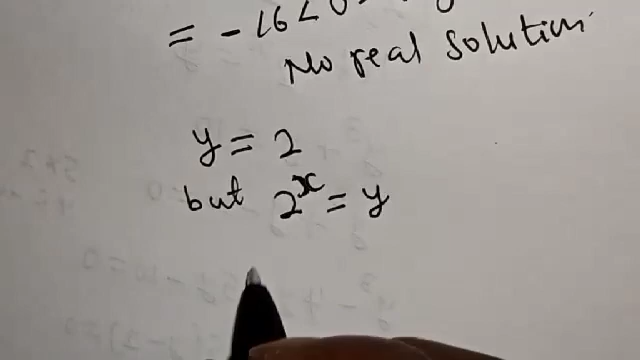 = -16 < 0
No real solution.
y = 2
but 2^x = y